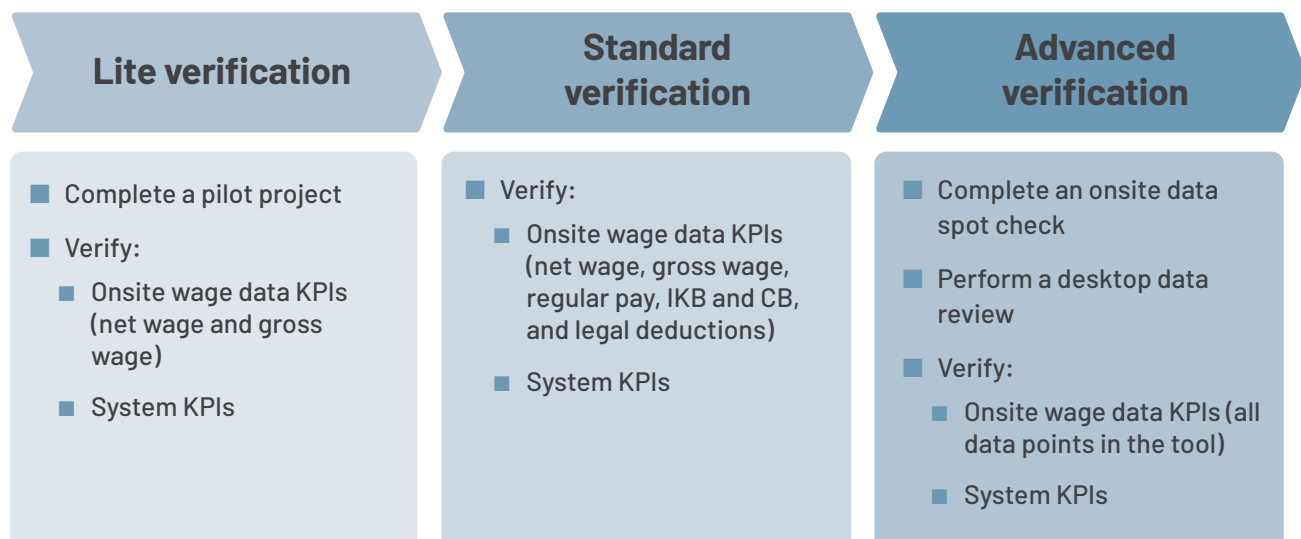 Lite verification
Standard
verification
Advanced
verification
Complete a pilot project
Verify:
Onsite wage data KPIs
(net wage and gross
wage)
System KPIs
Verify:
Onsite wage data KPIs
(net wage, gross wage,
regular pay, IKB and CB,
and legal deductions)
System KPIs
Complete an onsite data
spot check
Perform a desktop data
review
Verify:
Onsite wage data KPIs (all
data points in the tool)
System KPIs